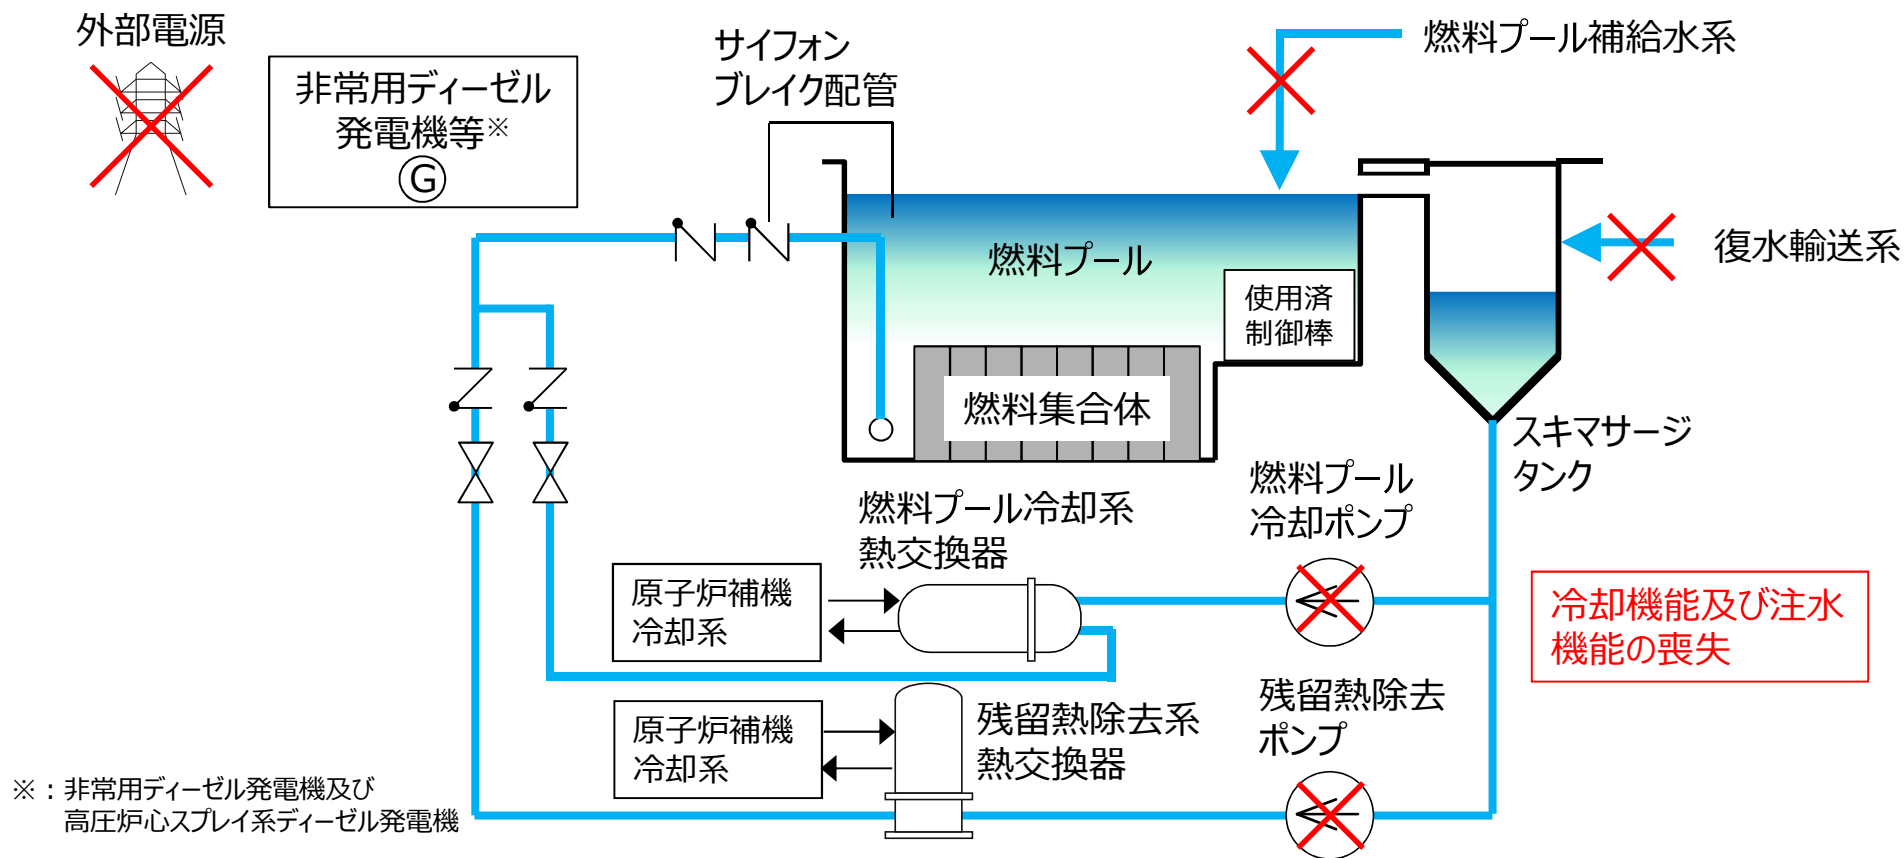 外部電源
非常用ディーゼル
発電機等※
G
サイフォン
ブレイク配管
燃料プール補給水系
復水輸送系
燃料プール
使用済
制御棒
燃料集合体
スキマサージ
タンク
燃料プール
冷却ポンプ
燃料プール冷却系
熱交換器
原子炉補機
冷却系
冷却機能及び注水
機能の喪失
残留熱除去
ポンプ
残留熱除去系
熱交換器
原子炉補機
冷却系
※：非常用ディーゼル発電機及び
高圧炉心スプレイ系ディーゼル発電機